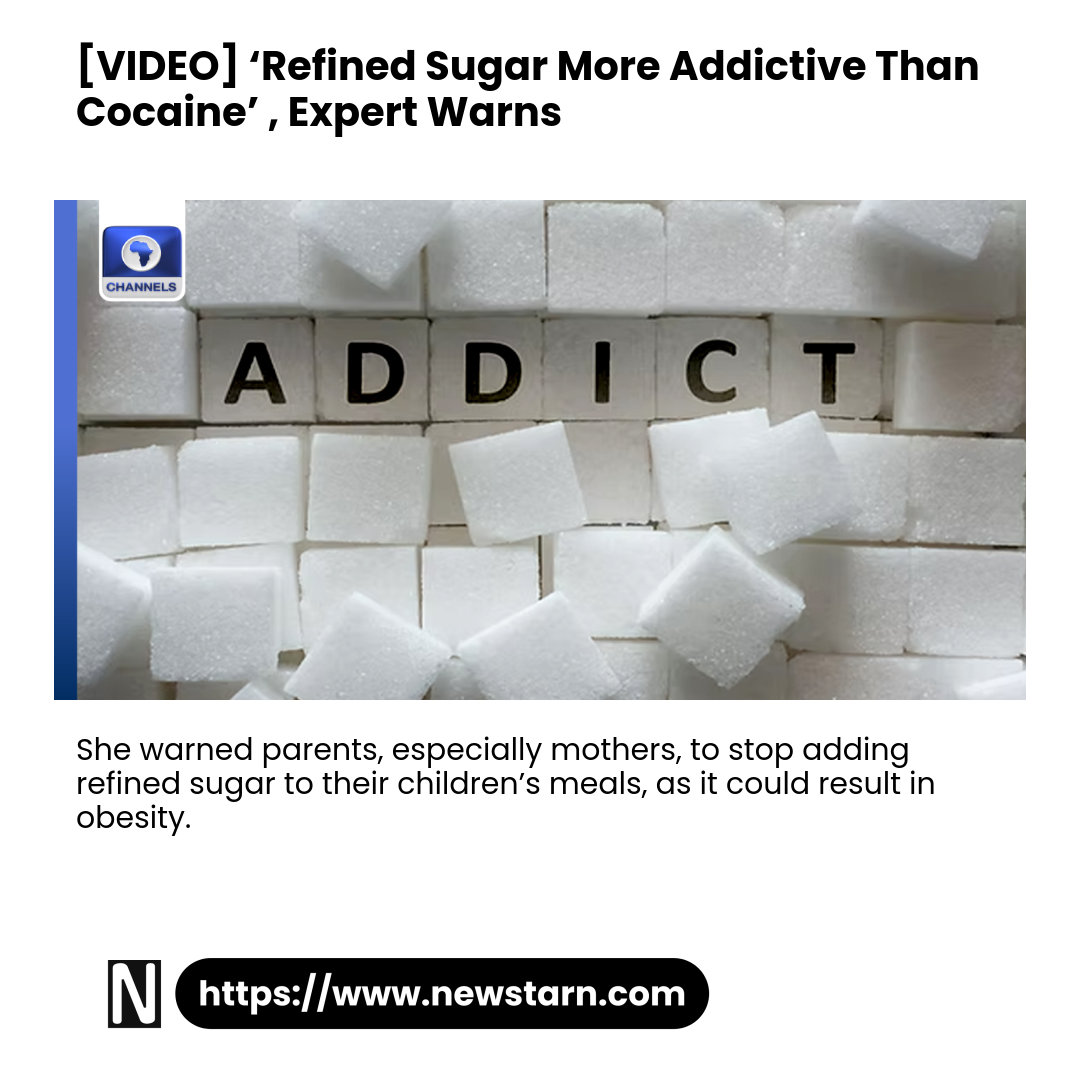 [VIDEO] ‘Refined Sugar More Addictive Than
Cocaine’ , Expert Warns
CHANNELS
ADDICT
She warned parents, especially mothers, to stop adding
refined sugar to their children’s meals, as it could result in
obesity.
N
https://www.newstarn.com